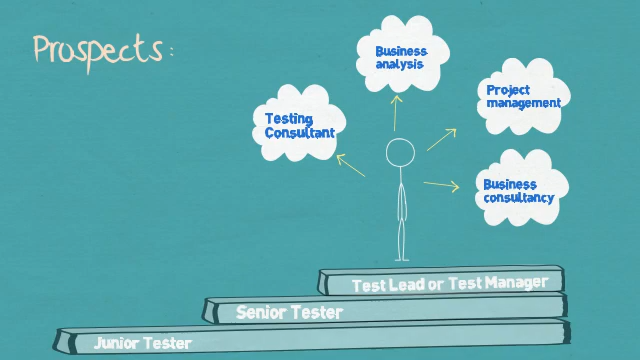 Prospects:
Business
analysis
Project
management
Testing
Consultant
Business
consultancy
Test Lead or Test Manager
Senior Tester
Junior Tester